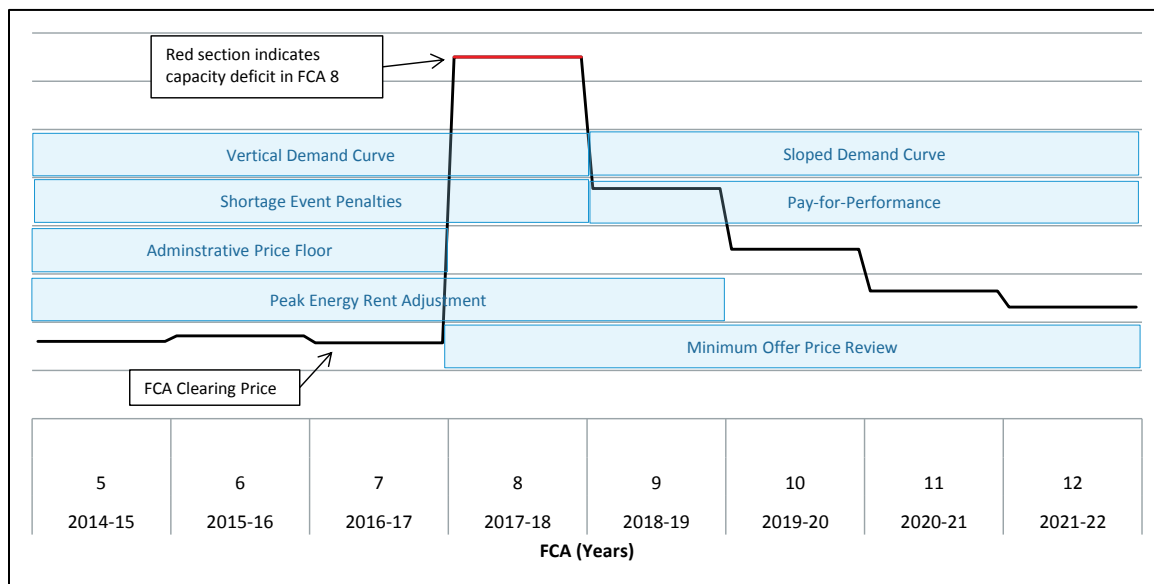 Red section indicates
capacity deficit in FCA 8
Vertical Demand Curve
Sloped Demand Curve
Shortage Event Penalties
Pay-for-Performance
Adminstrative Price Floor
Peak Energy Rent Adjustment
Minimum Offer Price Review
FCA Clearing Price
5 6 7 8 9 10 11 12
2014-15 2015-16 2016-17 2017-18 2018-19 2019-20 2020-21 2021-22
FCA (Years)